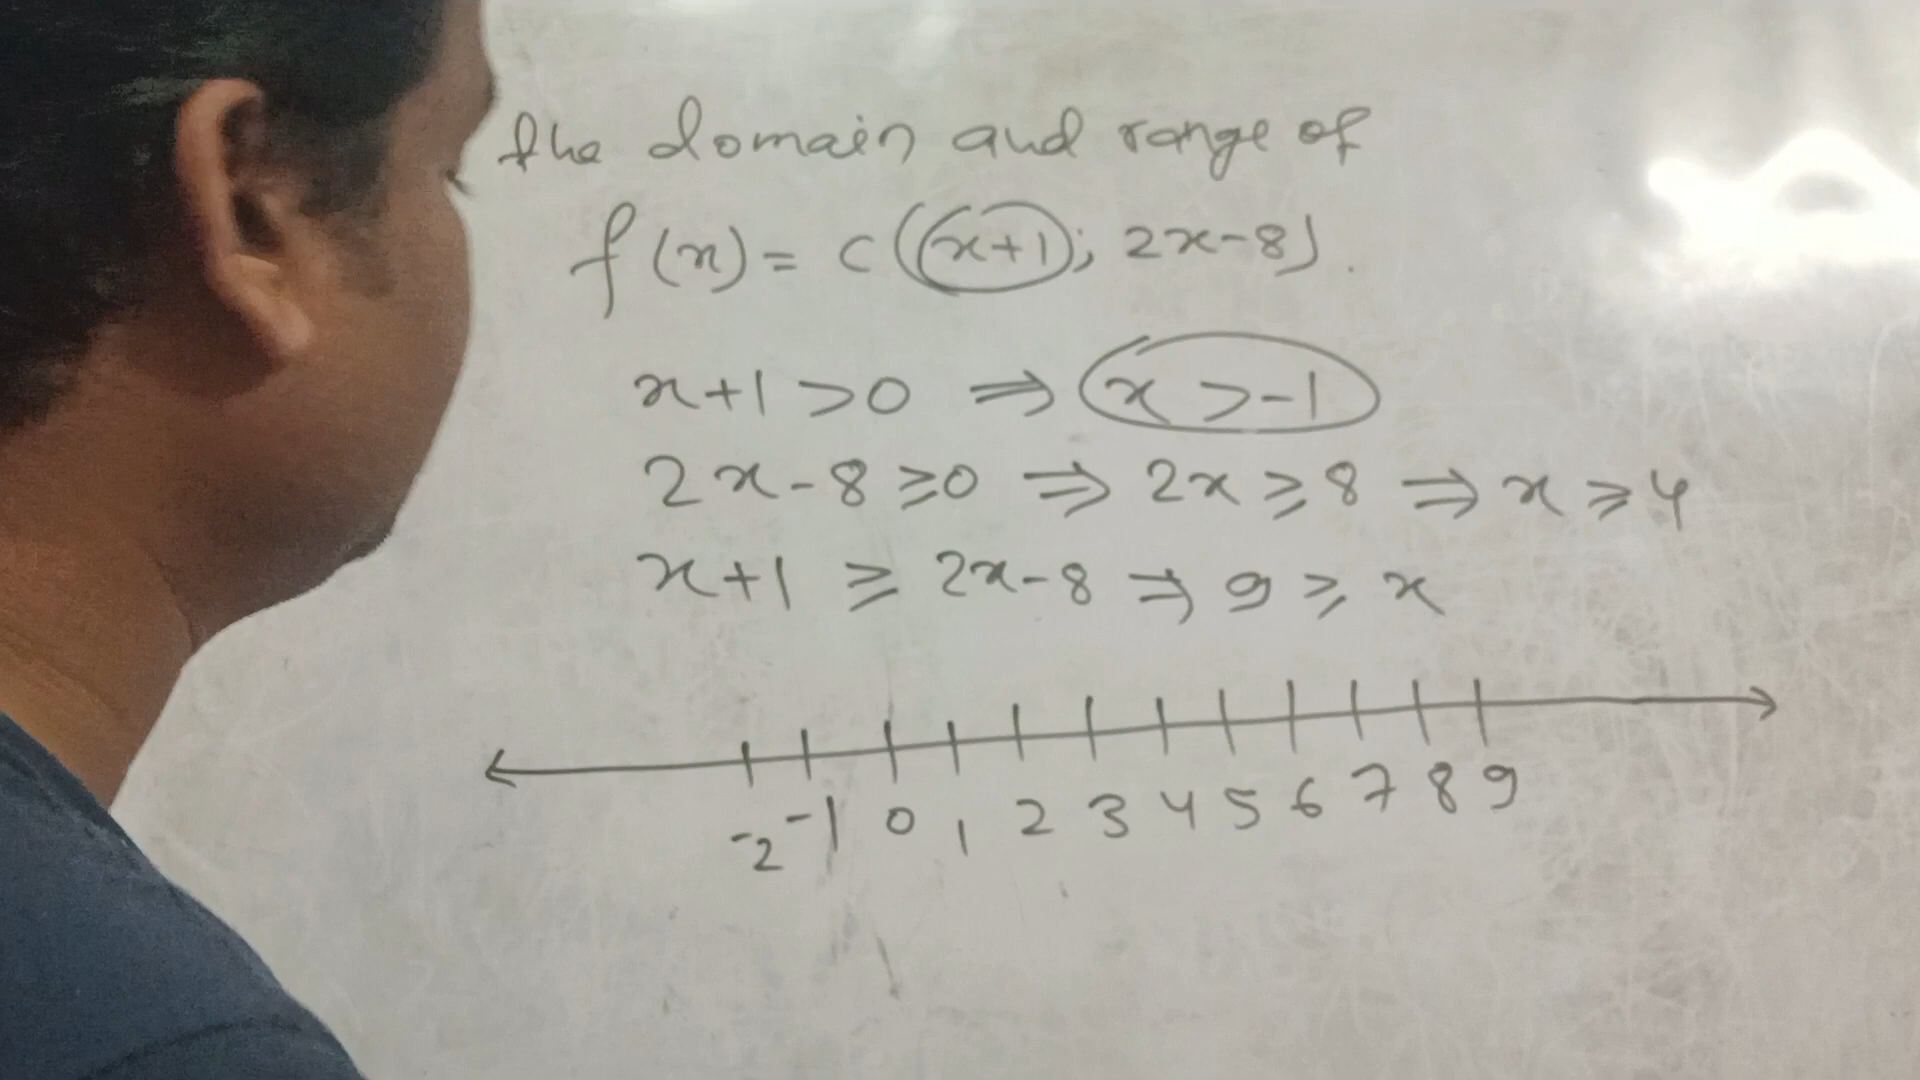 the domain and range of
f(x) = c(x+1; 2x-8).
x+1 >0 ⇒ x >-1
2x-8 ≥0 ⇒ 2x ≥ 8 ⇒ x ≥ 4
x+1 ≥ 2x-8 ⇒ 9 ≥ x
-2 -1 0 1 2 3 4 5 6 7 8 9